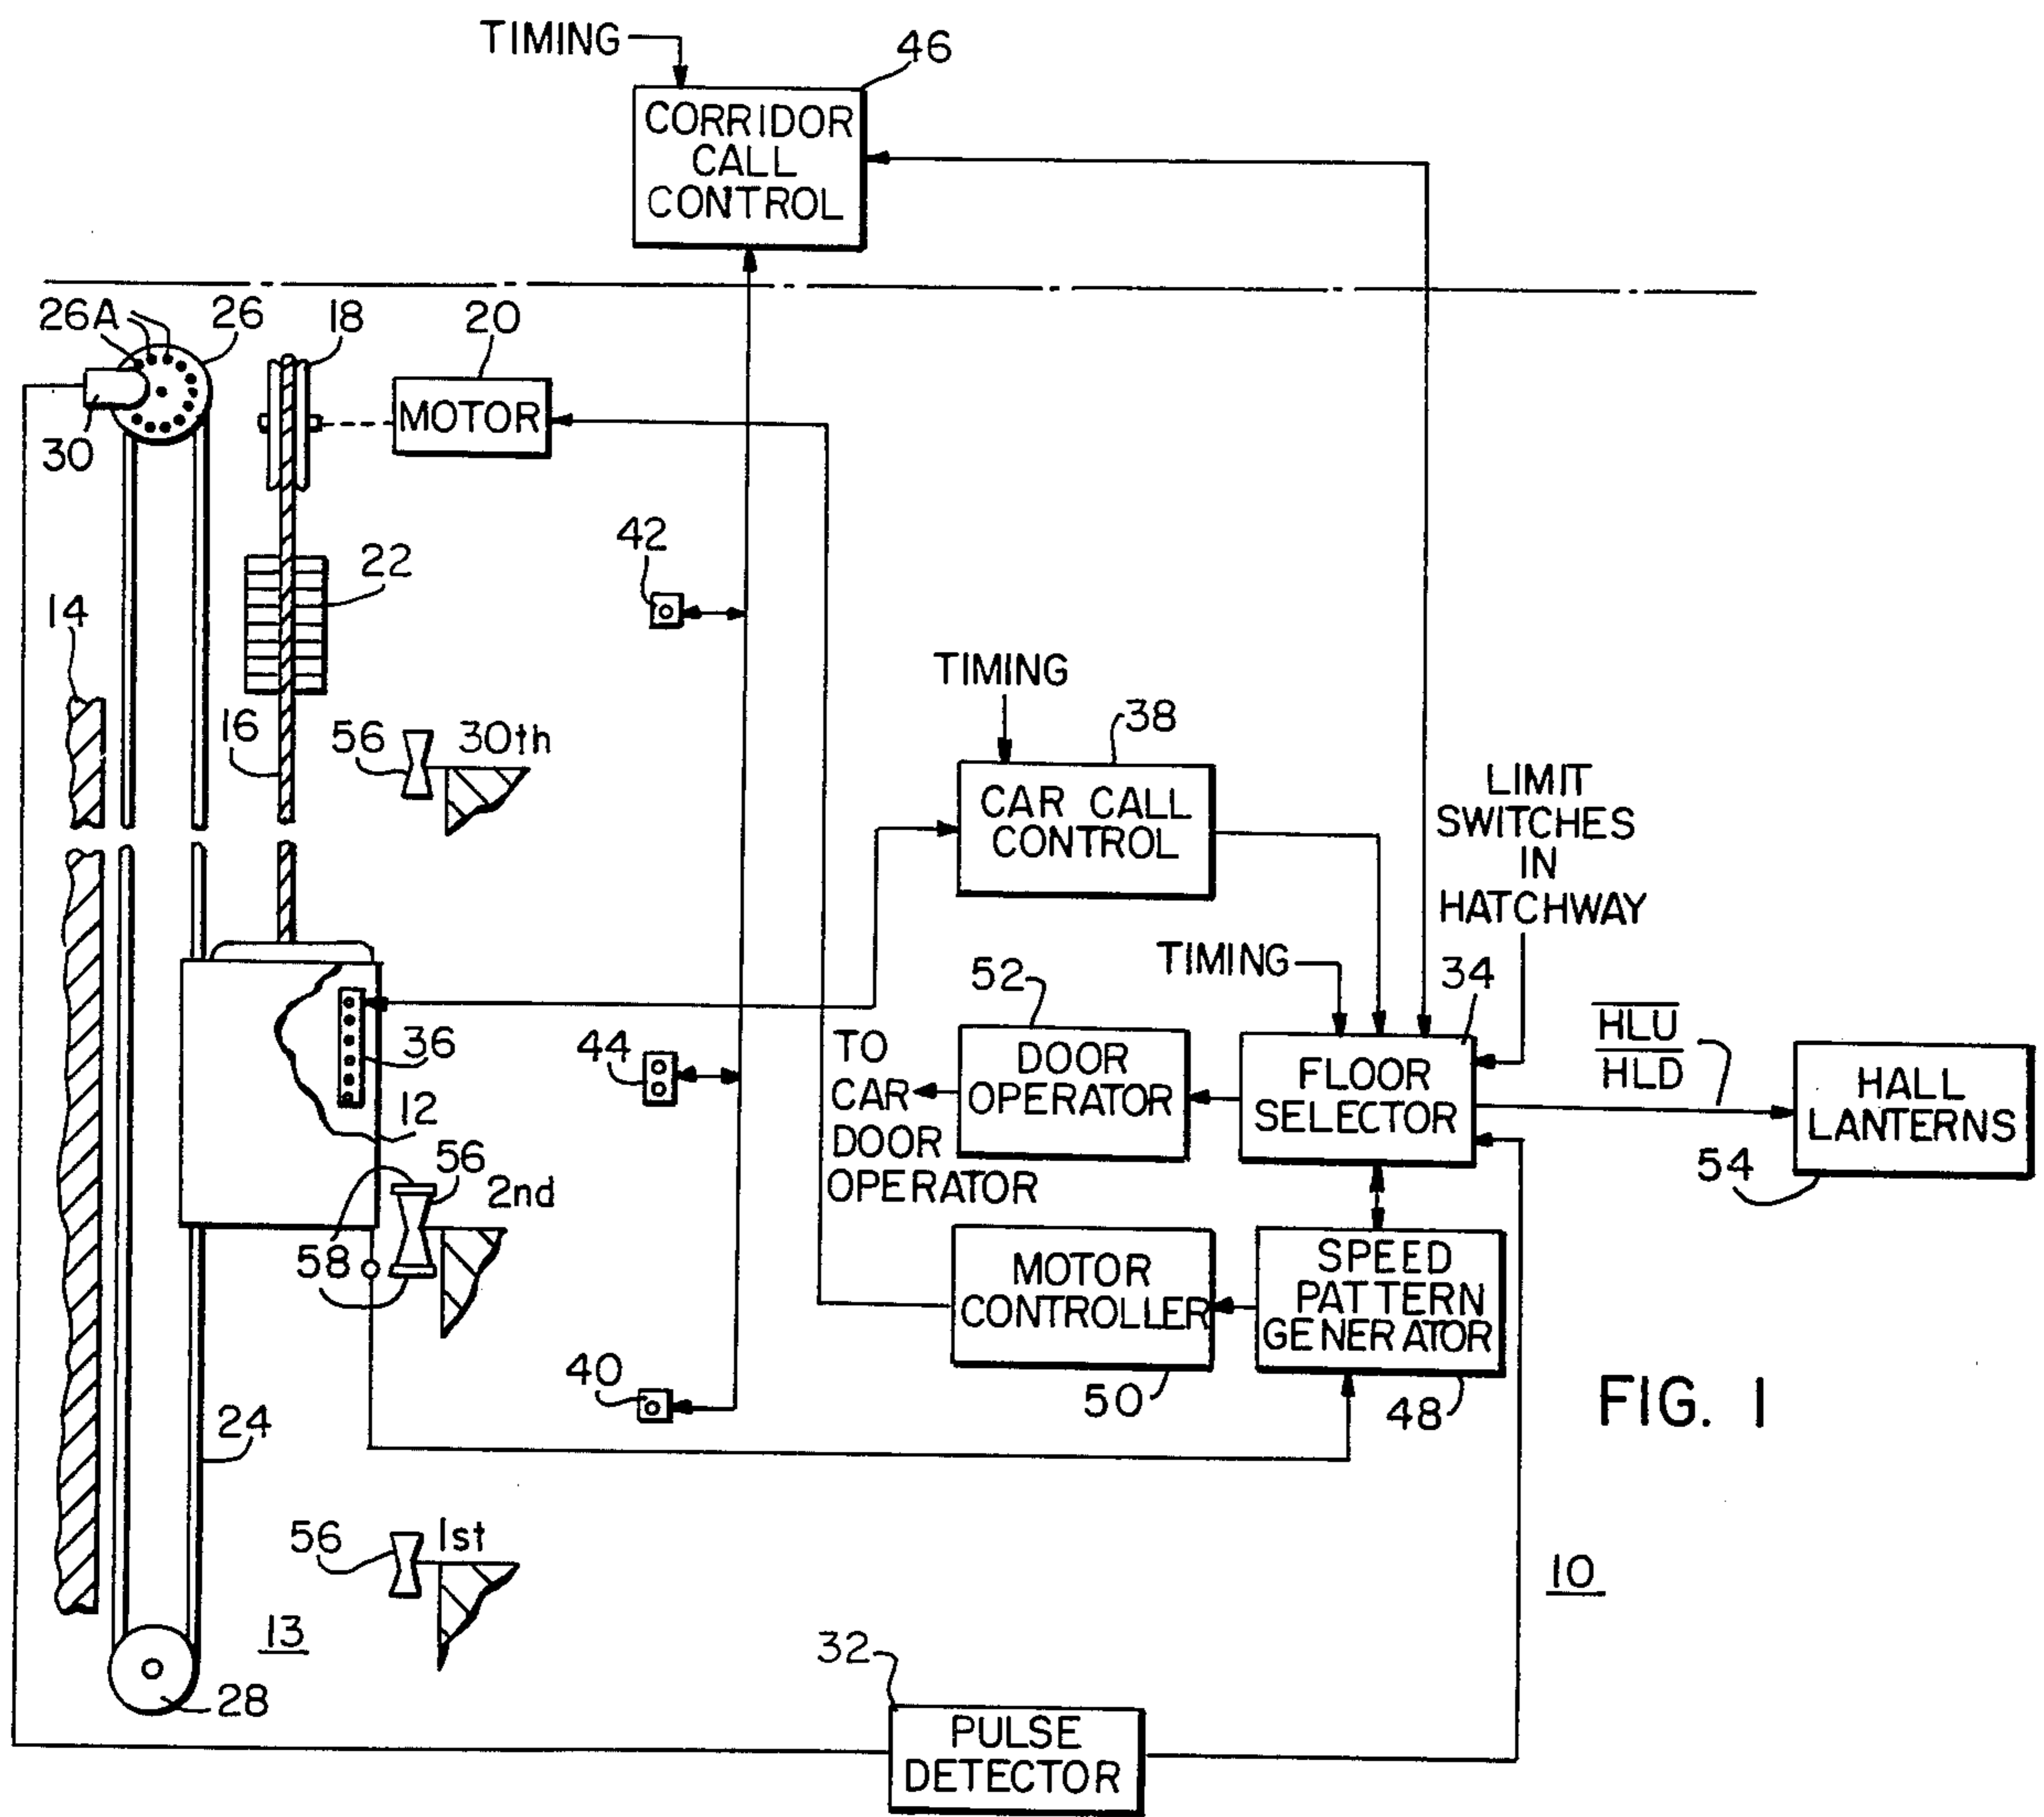 TIMING
46
CORRIDOR
CALL
CONTROL
26A
26
18
20
MOTOR
30
42
22
14
TIMING
16
56
30th
38
CAR CALL
CONTROL
LIMIT
SWITCHES
IN
HATCHWAY
TIMING
34
52
36
44
TO
CAR
DOOR
OPERATOR
DOOR
OPERATOR
FLOOR
SELECTOR
HLU
HLD
HALL
LANTERNS
54
12
56
2nd
58
MOTOR
CONTROLLER
50
SPEED
PATTERN
GENERATOR
48
40
FIG. 1
24
56
1st
10
13
28
32
PULSE
DETECTOR